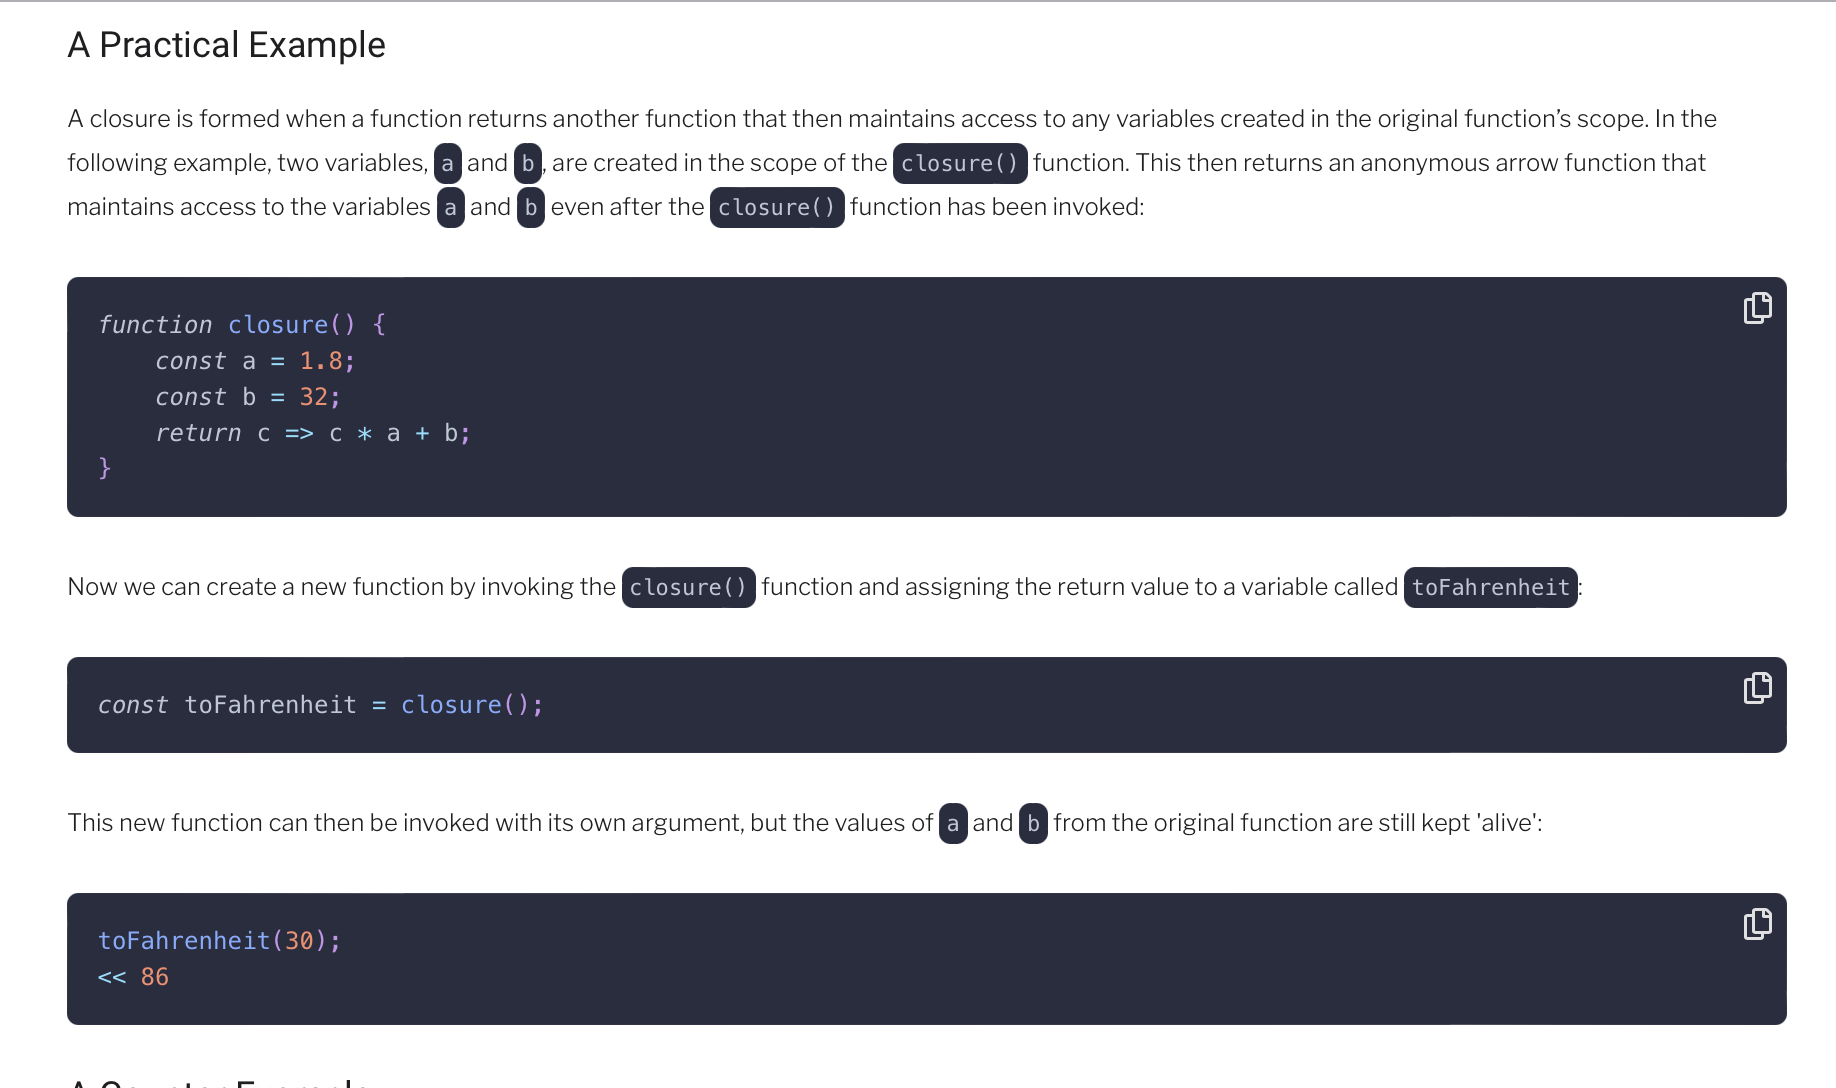 A Practical Example
A closure is formed when a function returns another function that then maintains access to any variables created in the original function’s scope. In the
following example, two variables, a and b, are created in the scope of the closure() function. This then returns an anonymous arrow function that
maintains access to the variables a and b even after the closure() function has been invoked:
function closure() {
    const a = 1.8;
    const b = 32;
    return c => c * a + b;
}
Now we can create a new function by invoking the closure() function and assigning the return value to a variable called toFahrenheit:
const toFahrenheit = closure();
This new function can then be invoked with its own argument, but the values of a and b from the original function are still kept 'alive':
toFahrenheit(30);
<< 86
A Counter Example